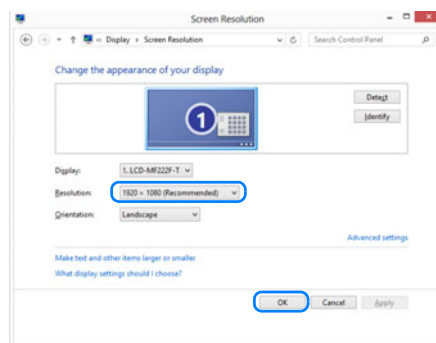 Screen Resolution
« Display › Screen Resolution
Search Control Panel
Change the appearance of your display
1
Detect
Identify
Display: 1. LCD-MF222F-T
Resolution: 1920 × 1080 (Recommended)
Orientation: Landscape
Advanced settings
Make text and other items larger or smaller
What display settings should I choose?
OK Cancel Apply